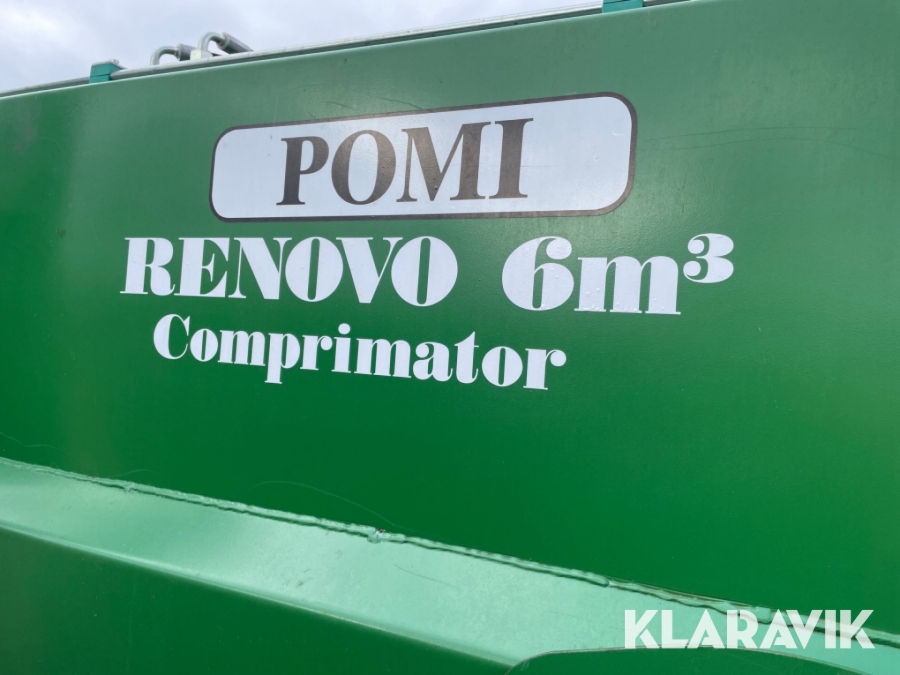 POMI
RENOVO 6m³
Comprimator
KLARAVIK